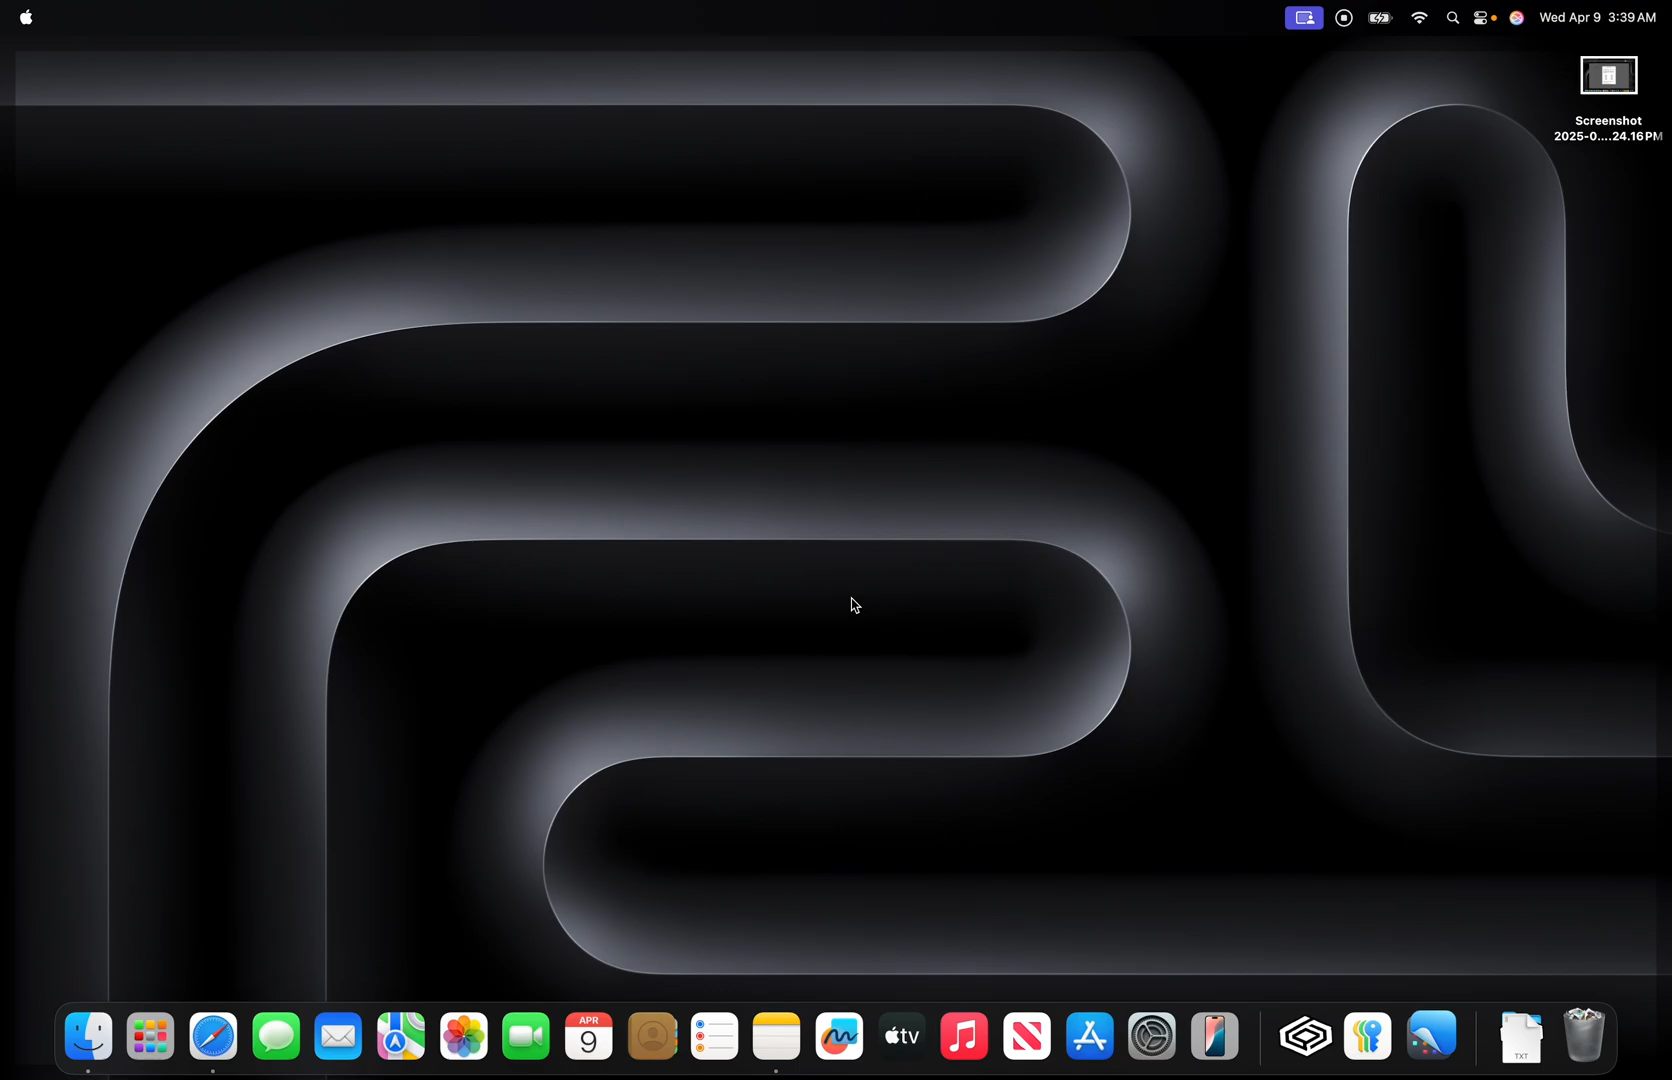 Wed Apr 9 3:39 AM
Screenshot
2025-0....24.16 PM
APR
9
tv
TXT